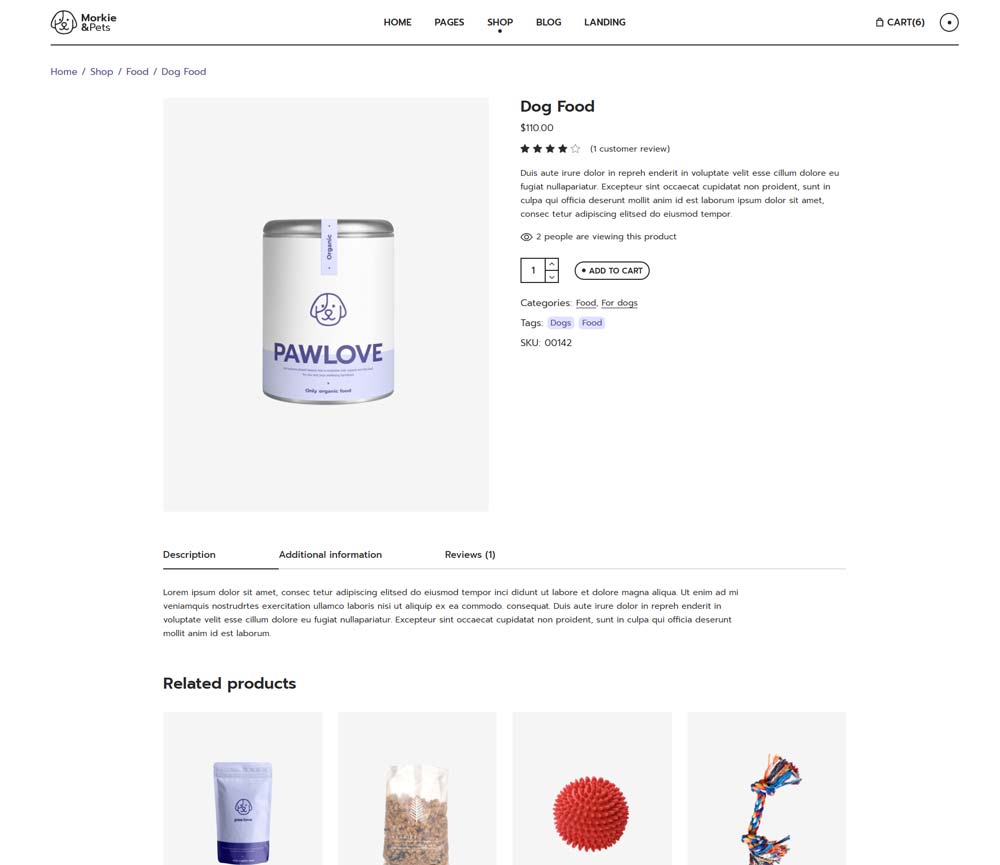 Morkie
&Pets
HOME
PAGES
SHOP
BLOG
LANDING
CART(6)
Home / Shop / Food / Dog Food
Organic
PAWLOVE
Only organic food
Dog Food
$110.00
(1 customer review)
Duis aute irure dolor in repreh enderit in voluptate velit esse cillum dolore eu
fugiat nullapariatur. Excepteur sint occaecat cupidatat non proident, sunt in
culpa qui officia deserunt mollit anim id est laborum ipsum dolor sit amet,
consec tetur adipiscing elitsed do eiusmod tempor.
2 people are viewing this product
1
ADD TO CART
Categories: Food, For dogs
Tags: Dogs Food
SKU: 00142
Description
Additional information
Reviews (1)
Lorem ipsum dolor sit amet, consec tetur adipiscing elitsed do eiusmod tempor inci didunt ut labore et dolore magna aliqua. Ut enim ad mi
veniamquis nostrudrtes exercitation ullamco laboris nisi ut aliquip ex ea commodo. consequat. Duis aute irure dolor in repreh enderit in
voluptate velit esse cillum dolore eu fugiat nullapariatur. Excepteur sint occaecat cupidatat non proident, sunt in culpa qui officia deserunt
mollit anim id est laborum.
Related products
paw love